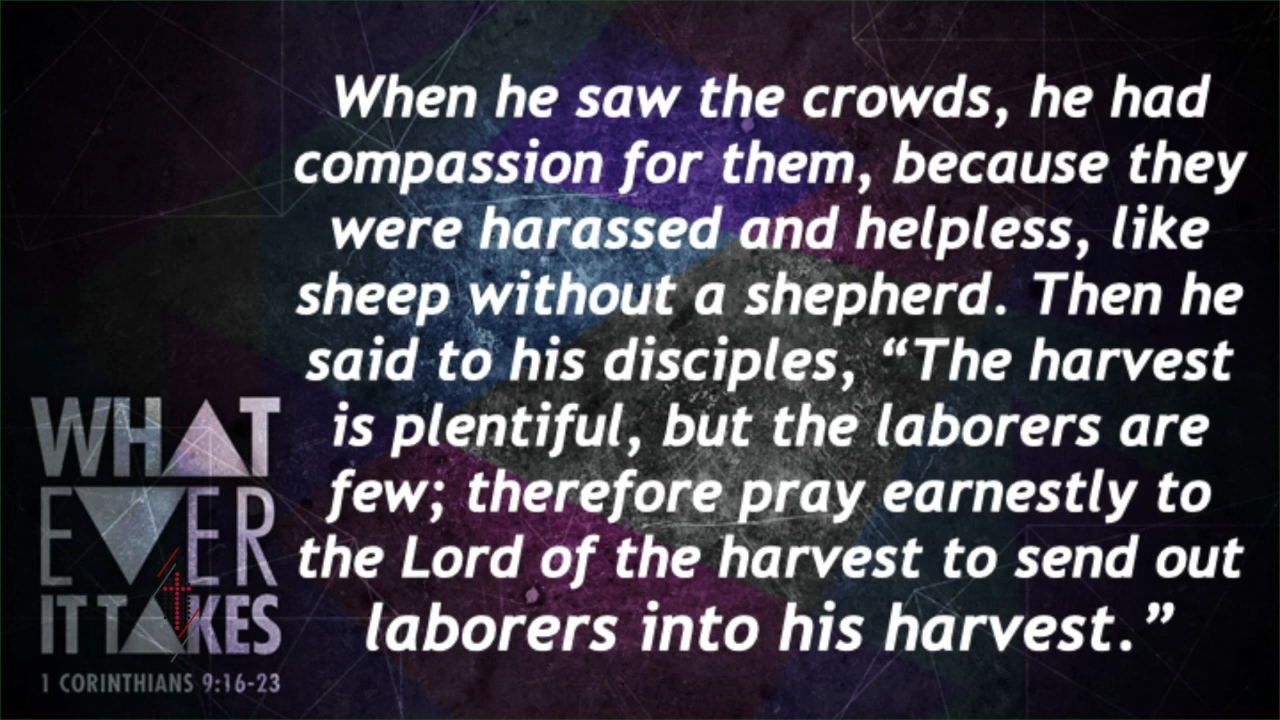 When he saw the crowds, he had
compassion for them, because they
were harassed and helpless, like
sheep without a shepherd. Then he
said to his disciples, “The harvest
is plentiful, but the laborers are
few; therefore pray earnestly to
the Lord of the harvest to send out
laborers into his harvest.”
WHAT
EVER
IT TAKES
1 CORINTHIANS 9:16-23